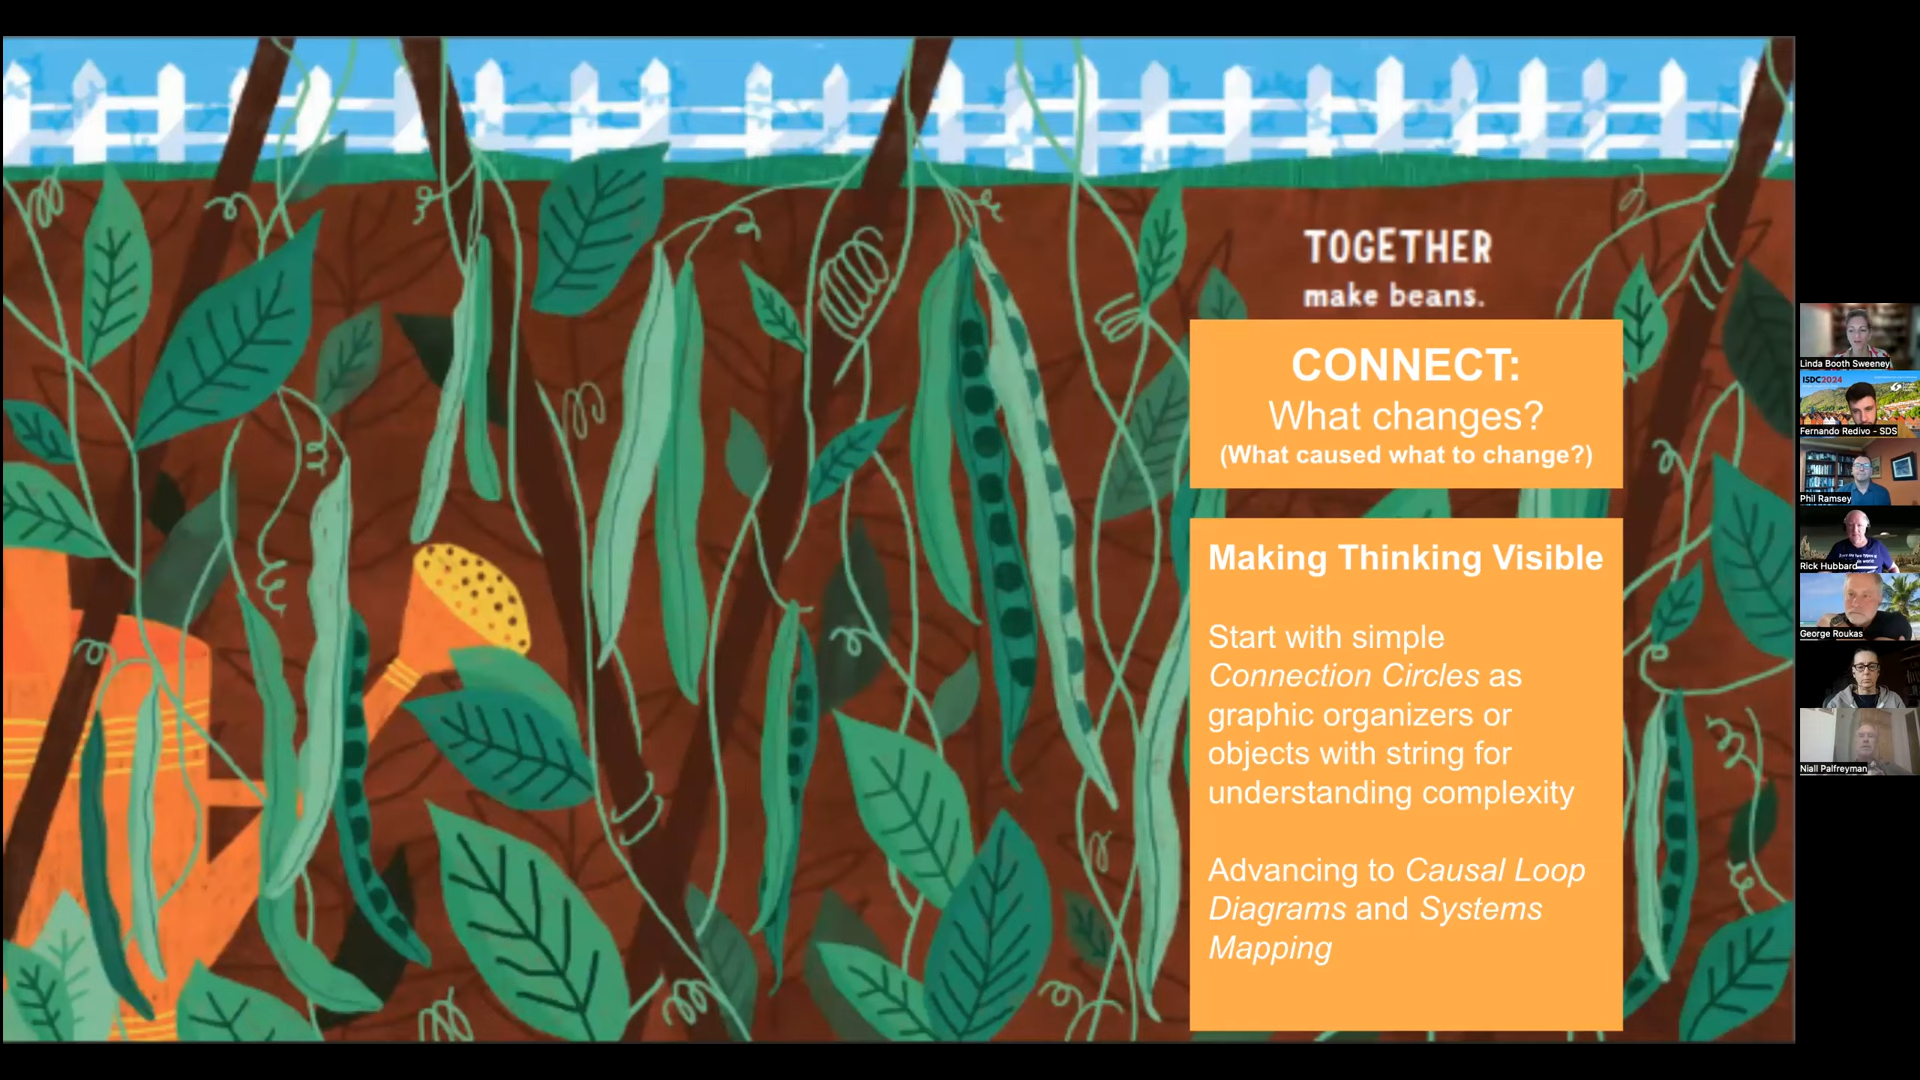 TOGETHER
make beans.
CONNECT:
What changes?
(What caused what to change?)
Making Thinking Visible
Start with simple
Connection Circles as
graphic organizers or
objects with string for
understanding complexity
Advancing to Causal Loop
Diagrams and Systems
Mapping
Linda Booth Sweeney
ISDC2024
Fernando Redivo - SDS
Phil Ramsey
Rick Hubbard
George Roukas
Niall Palfreyman